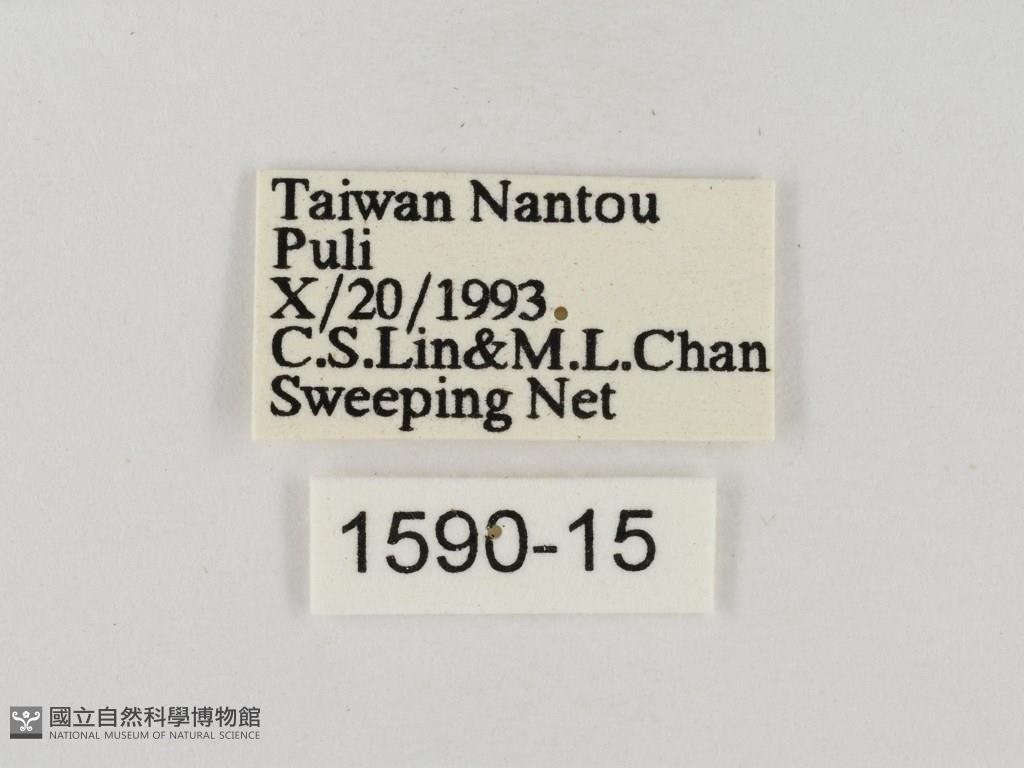 Taiwan Nantou
Puli
X/20/1993
C.S.Lin&M.L.Chan
Sweeping Net
1590-15
國立自然科學博物館
NATIONAL MUSEUM OF NATURAL SCIENCE